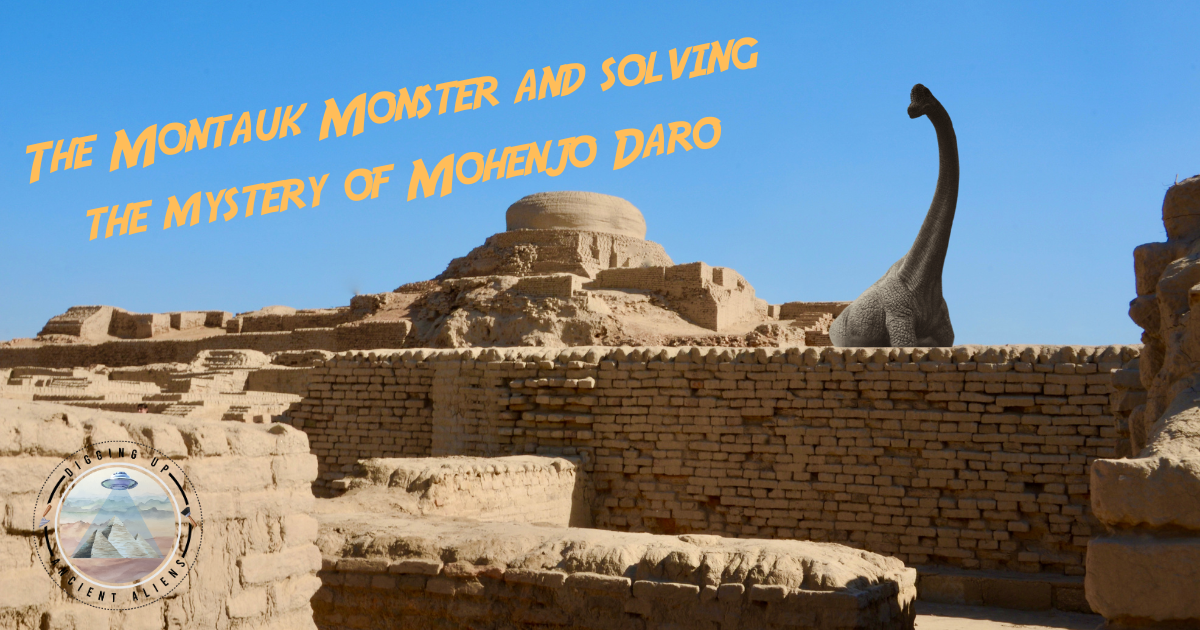 The Montauk Monster and solving
the mystery of Mohenjo Daro
DIGGING UP
ANCIENT ALIENS